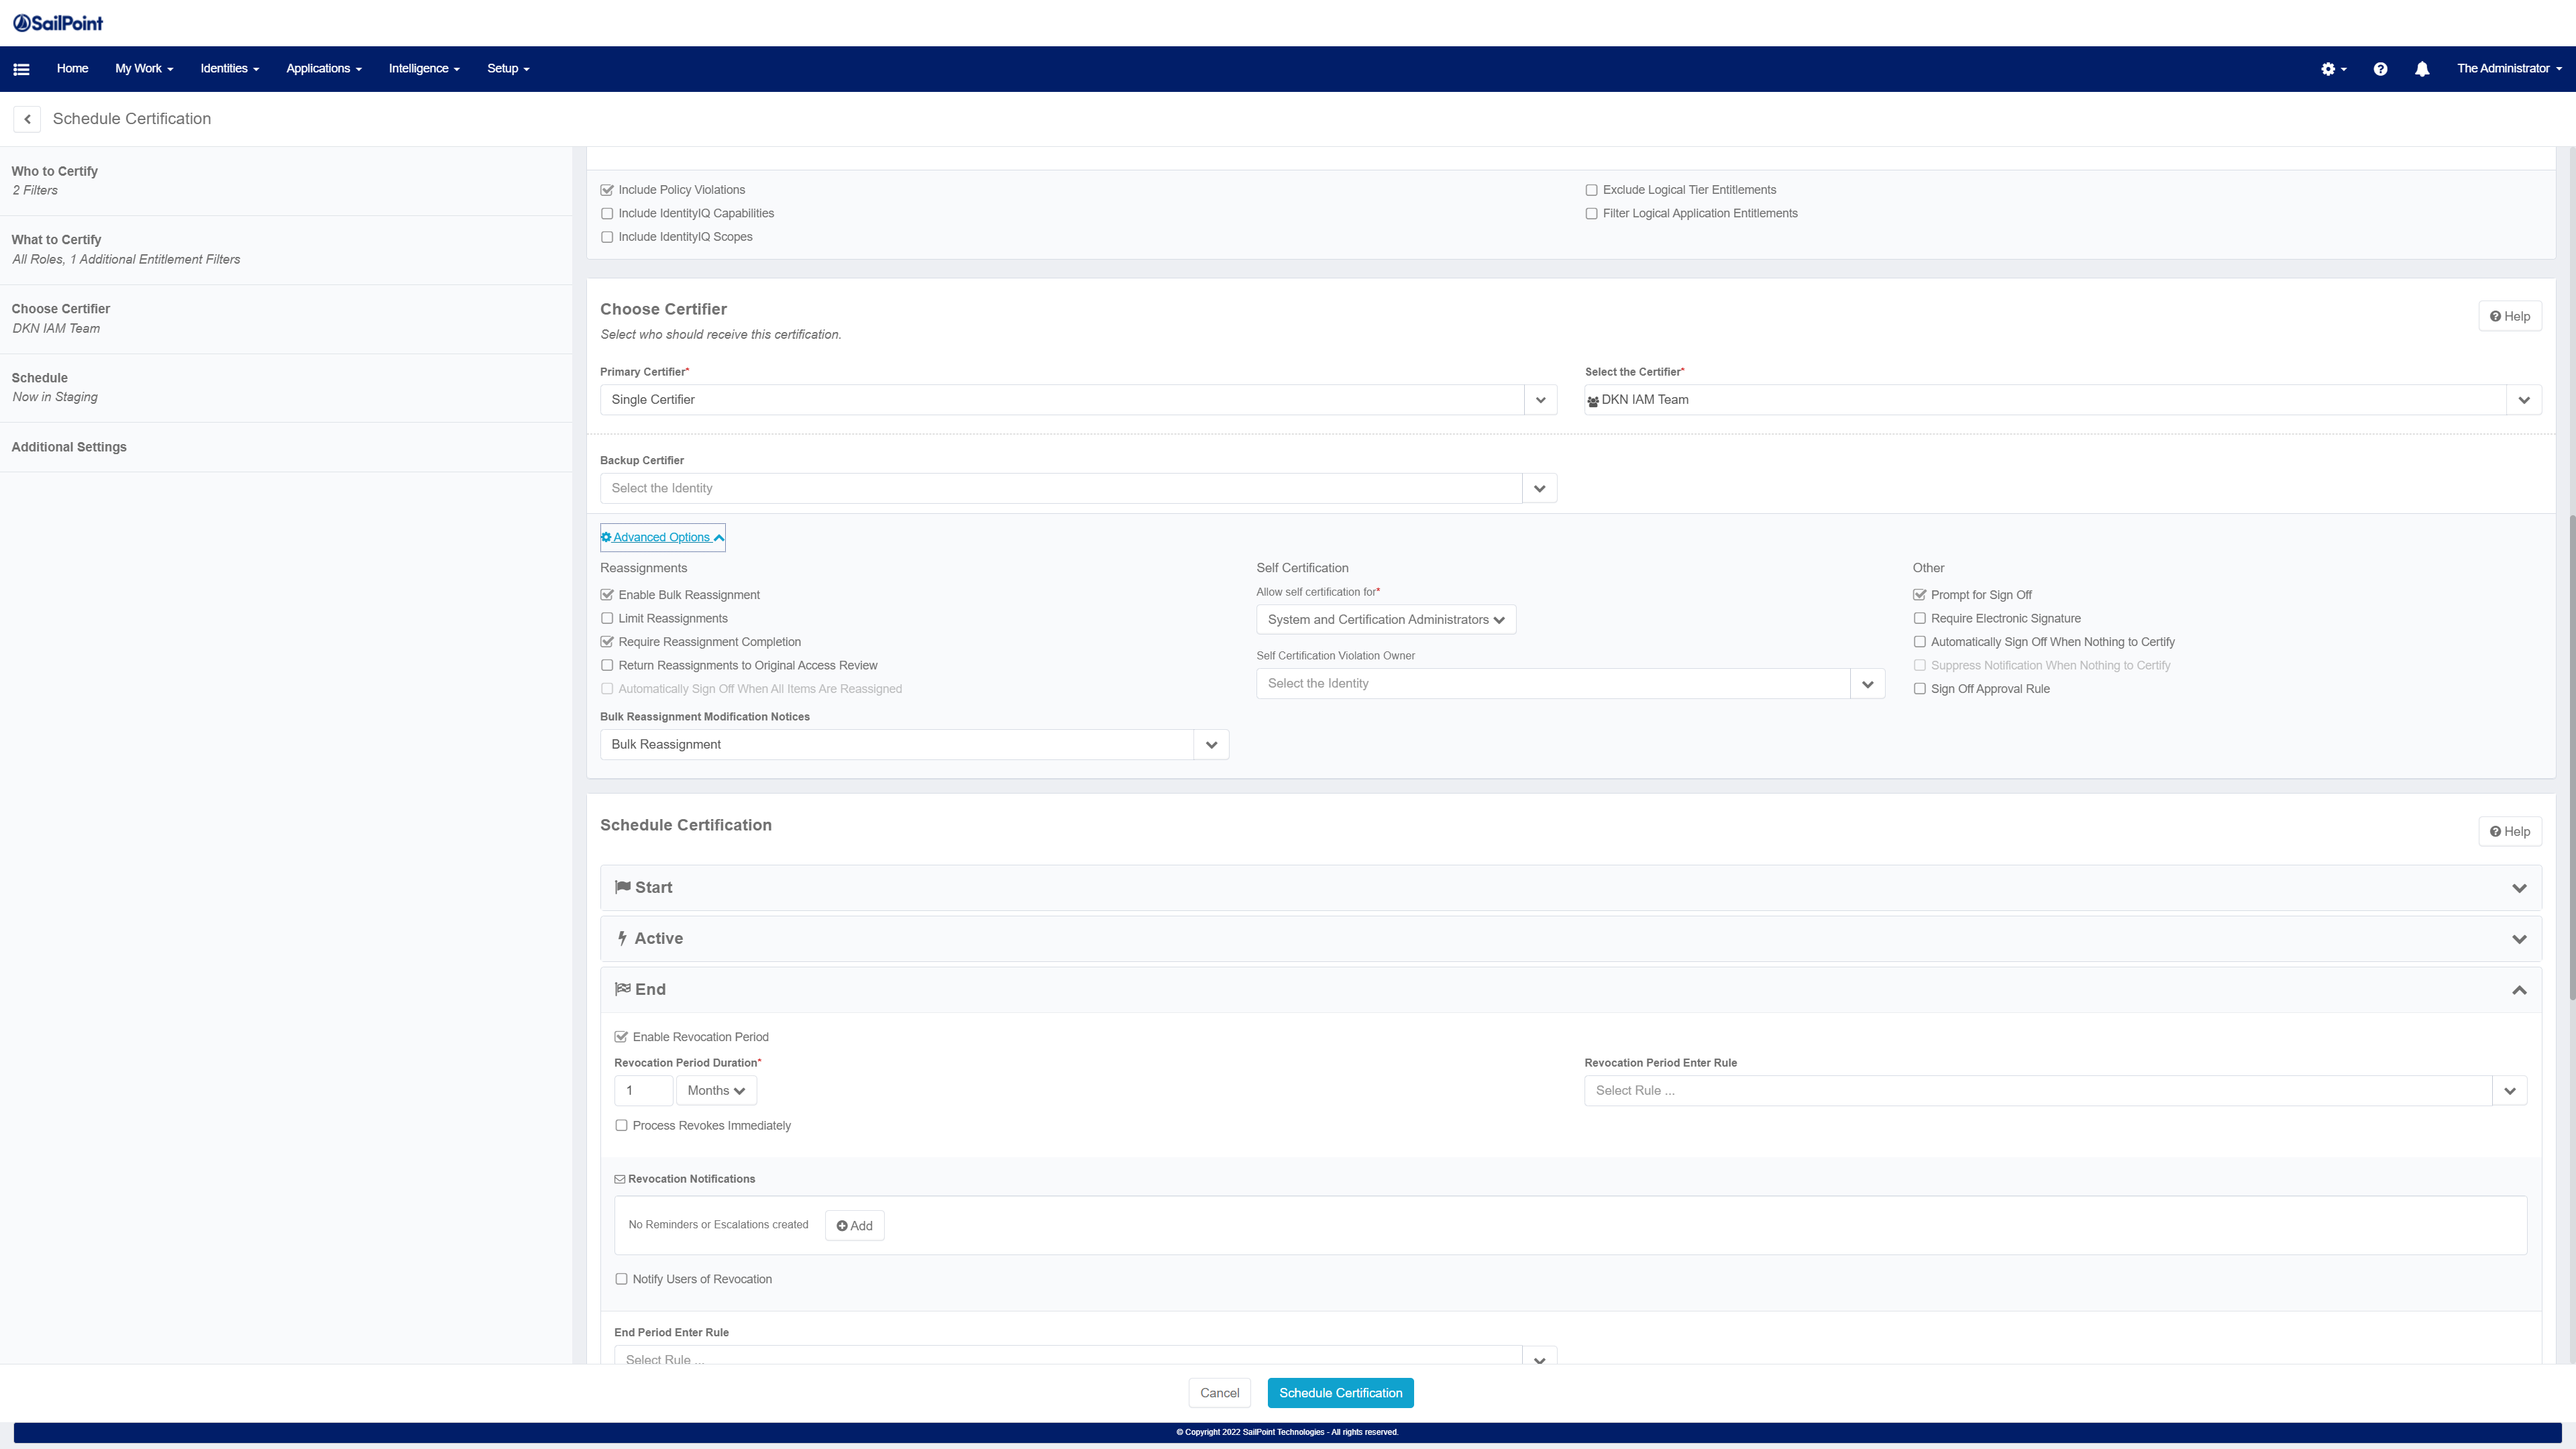 SailPoint
Home
My Work
Identities
Applications
Intelligence
Setup
The Administrator
Schedule Certification
Who to Certify
2 Filters
What to Certify
All Roles, 1 Additional Entitlement Filters
Choose Certifier
DKN IAM Team
Schedule
Now in Staging
Additional Settings
Include Policy Violations
Include IdentityIQ Capabilities
Include IdentityIQ Scopes
Exclude Logical Tier Entitlements
Filter Logical Application Entitlements
Choose Certifier
Help
Select who should receive this certification.
Primary Certifier*
Single Certifier
Select the Certifier*
DKN IAM Team
Backup Certifier
Select the Identity
Advanced Options
Reassignments
Enable Bulk Reassignment
Limit Reassignments
Require Reassignment Completion
Return Reassignments to Original Access Review
Automatically Sign Off When All Items Are Reassigned
Bulk Reassignment Modification Notices
Bulk Reassignment
Self Certification
Allow self certification for*
System and Certification Administrators
Self Certification Violation Owner
Select the Identity
Other
Prompt for Sign Off
Require Electronic Signature
Automatically Sign Off When Nothing to Certify
Suppress Notification When Nothing to Certify
Sign Off Approval Rule
Schedule Certification
Help
Start
Active
End
Enable Revocation Period
Revocation Period Duration*
1
Months
Revocation Period Enter Rule
Select Rule ...
Process Revokes Immediately
Revocation Notifications
No Reminders or Escalations created
Add
Notify Users of Revocation
End Period Enter Rule
Select Rule ...
Cancel
Schedule Certification
© Copyright 2022 SailPoint Technologies - All rights reserved.